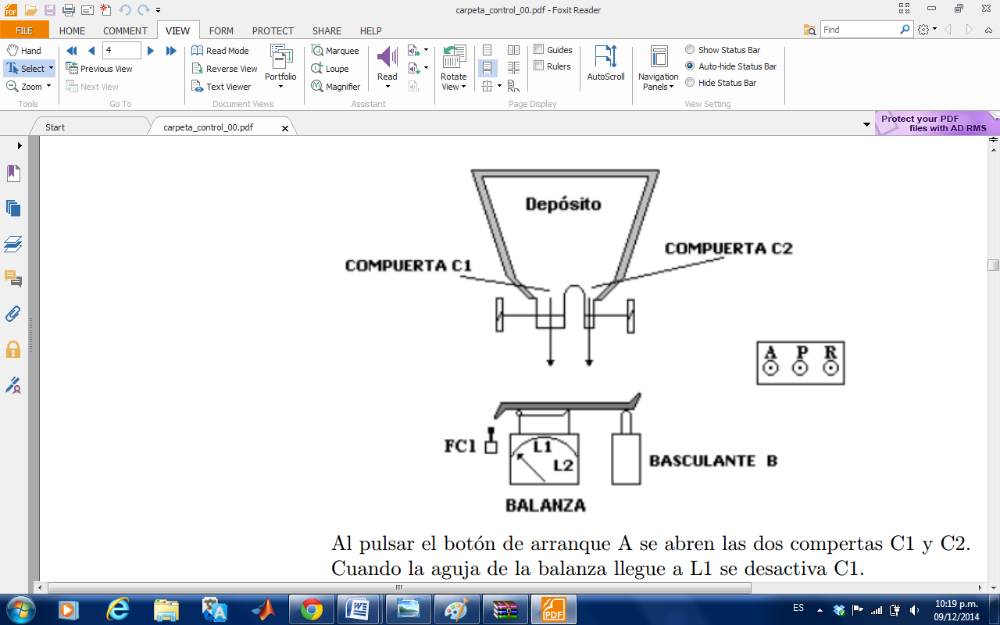 carpeta_control_00.pdf - Foxit Reader
FILE HOME COMMENT VIEW FORM PROTECT SHARE HELP
Find
Hand
Select
Zoom
Tools
4
Previous View
Next View
Go To
Read Mode
Reverse View
Text Viewer
Portfolio
Document Views
Marquee
Loupe
Magnifier
Read
Assistant
Rotate
View
Guides
Rulers
Page Display
AutoScroll
Navigation
Panels
Show Status Bar
Auto-hide Status Bar
Hide Status Bar
View Setting
Start
carpeta_control_00.pdf
Protect your PDF
files with AD RMS
Depósito
COMPUERTA C1
COMPUERTA C2
A P R
FC1
L1
L2
BASCULANTE B
BALANZA
Al pulsar el botón de arranque A se abren las dos compertas C1 y C2.
Cuando la aguja de la balanza llegue a L1 se desactiva C1.
PDF
ES
10:19 p.m.
09/12/2014